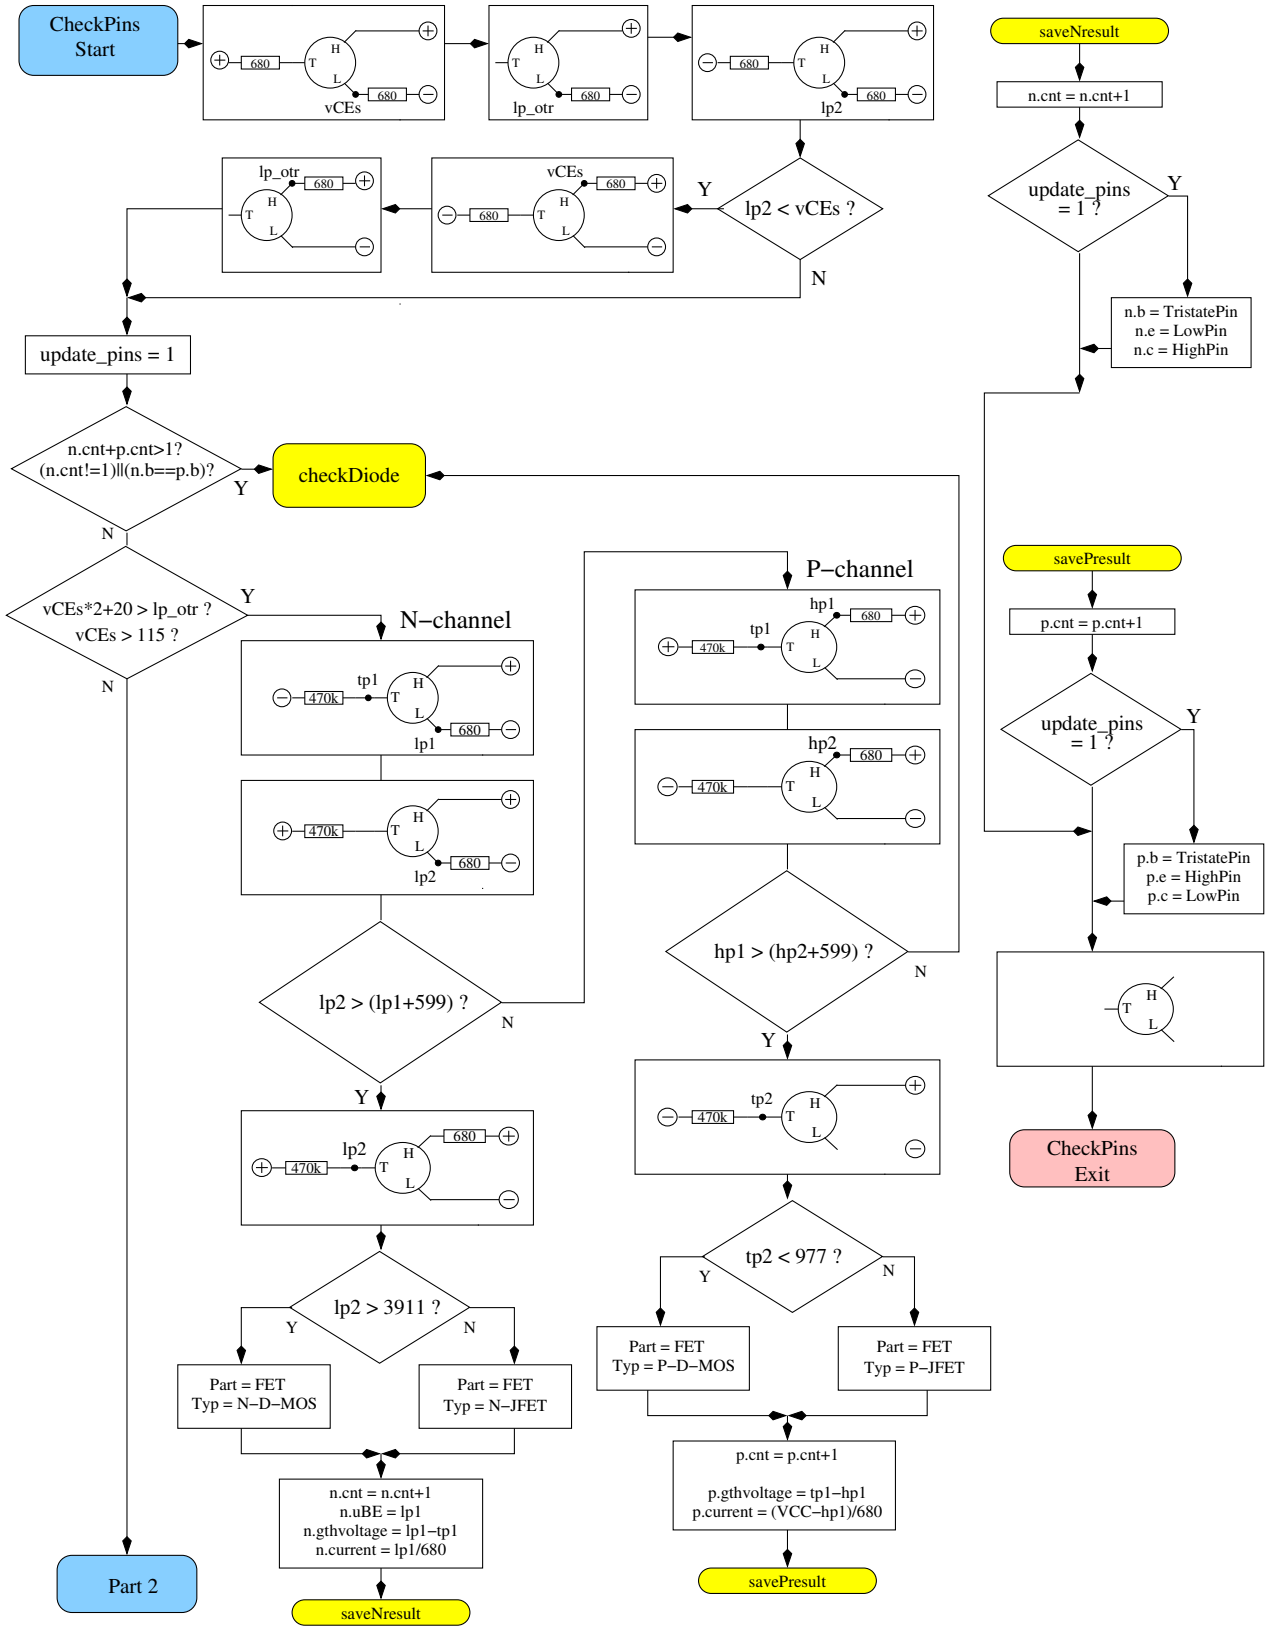 CheckPins
Start
+
680
T
H
L
+
680
−
vCEs
T
H
L
+
680
−
lp_otr
−
680
T
H
L
+
680
−
lp2
lp2 < vCEs ?
Y
N
vCEs
680
+
−
680
T
H
L
−
lp_otr
680
+
T
H
L
−
update_pins = 1
n.cnt+p.cnt>1?
(n.cnt!=1)||(n.b==p.b)?
Y
N
checkDiode
vCEs*2+20 > lp_otr ?
vCEs > 115 ?
Y
N
N−channel
tp1
−
470k
T
H
L
+
680
−
lp1
+
470k
T
H
L
+
680
−
lp2
lp2 > (lp1+599) ?
N
Y
lp2
+
470k
T
H
L
680
+
−
lp2 > 3911 ?
Y
N
Part = FET
Typ = N−D−MOS
Part = FET
Typ = N−JFET
n.cnt = n.cnt+1
n.uBE = lp1
n.gthvoltage = lp1−tp1
n.current = lp1/680
saveNresult
Part 2
P−channel
hp1
680
+
tp1
+
470k
T
H
L
−
hp2
680
+
−
470k
T
H
L
−
hp1 > (hp2+599) ?
N
Y
tp2
−
470k
T
H
L
+
−
tp2 < 977 ?
Y
N
Part = FET
Typ = P−D−MOS
Part = FET
Typ = P−JFET
p.cnt = p.cnt+1
p.gthvoltage = tp1−hp1
p.current = (VCC−hp1)/680
savePresult
saveNresult
n.cnt = n.cnt+1
update_pins
= 1 ?
Y
n.b = TristatePin
n.e = LowPin
n.c = HighPin
savePresult
p.cnt = p.cnt+1
update_pins
= 1 ?
Y
p.b = TristatePin
p.e = HighPin
p.c = LowPin
T
H
L
CheckPins
Exit